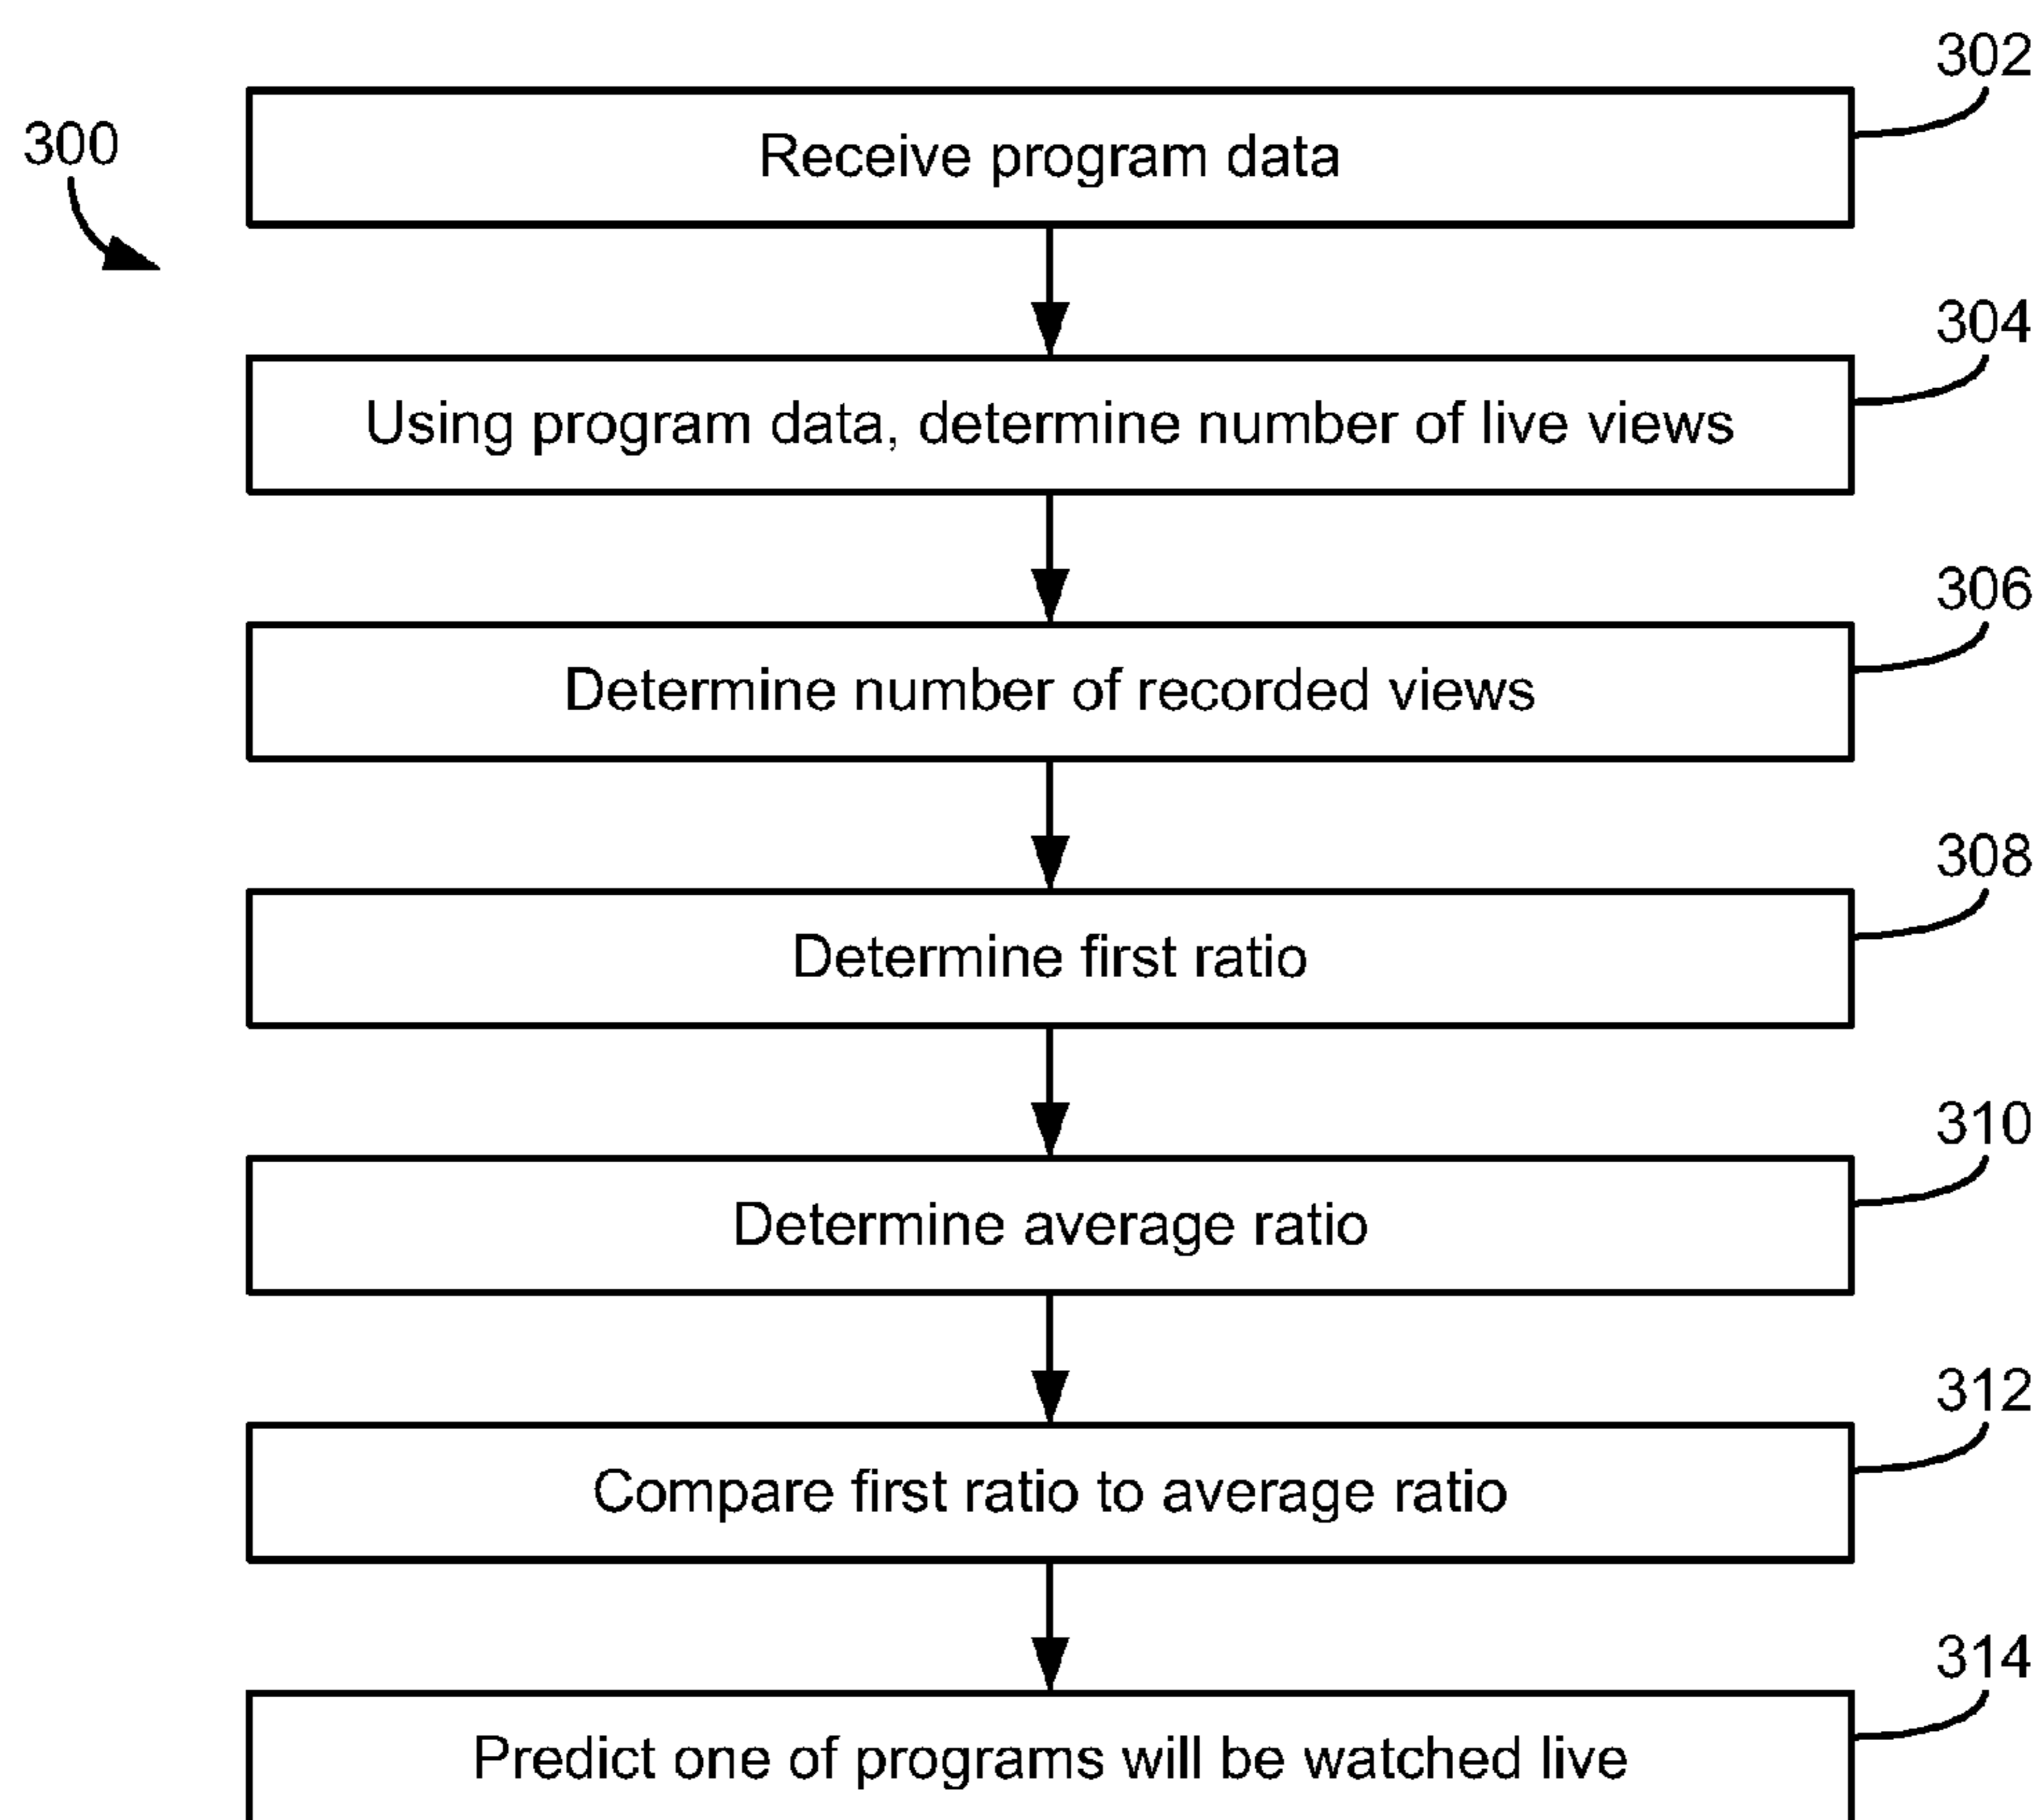 302
300
Receive program data
304
Using program data, determine number of live views
306
Determine number of recorded views
308
Determine first ratio
310
Determine average ratio
312
Compare first ratio to average ratio
314
Predict one of programs will be watched live